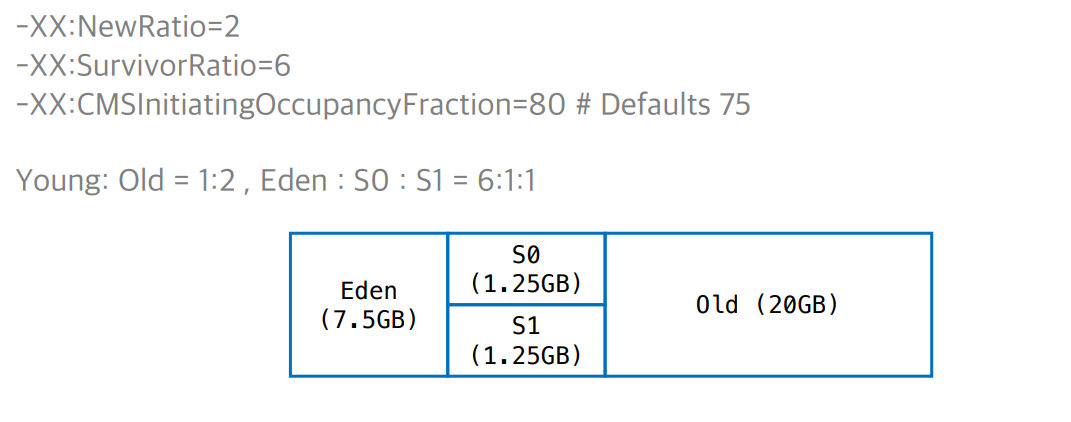 -XX:NewRatio=2
-XX:SurvivorRatio=6
-XX:CMSInitiatingOccupancyFraction=80 # Defaults 75
Young: Old = 1:2 , Eden : S0 : S1 = 6:1:1
Eden
(7.5GB)
S0
(1.25GB)
S1
(1.25GB)
Old (20GB)